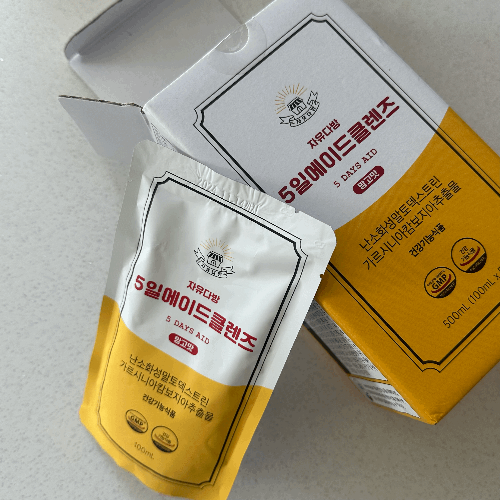 자유다방
5일에이드클렌즈
5 DAYS AID
망고맛
난소화성말토덱스트린
가르시니아캄보지아추출물
건강기능식품
GMP
500mL (100mL x
자유다방
5일에이드클렌즈
5 DAYS AID
망고맛
난소화성말토덱스트린
가르시니아캄보지아추출물
건강기능식품
GMP
100mL